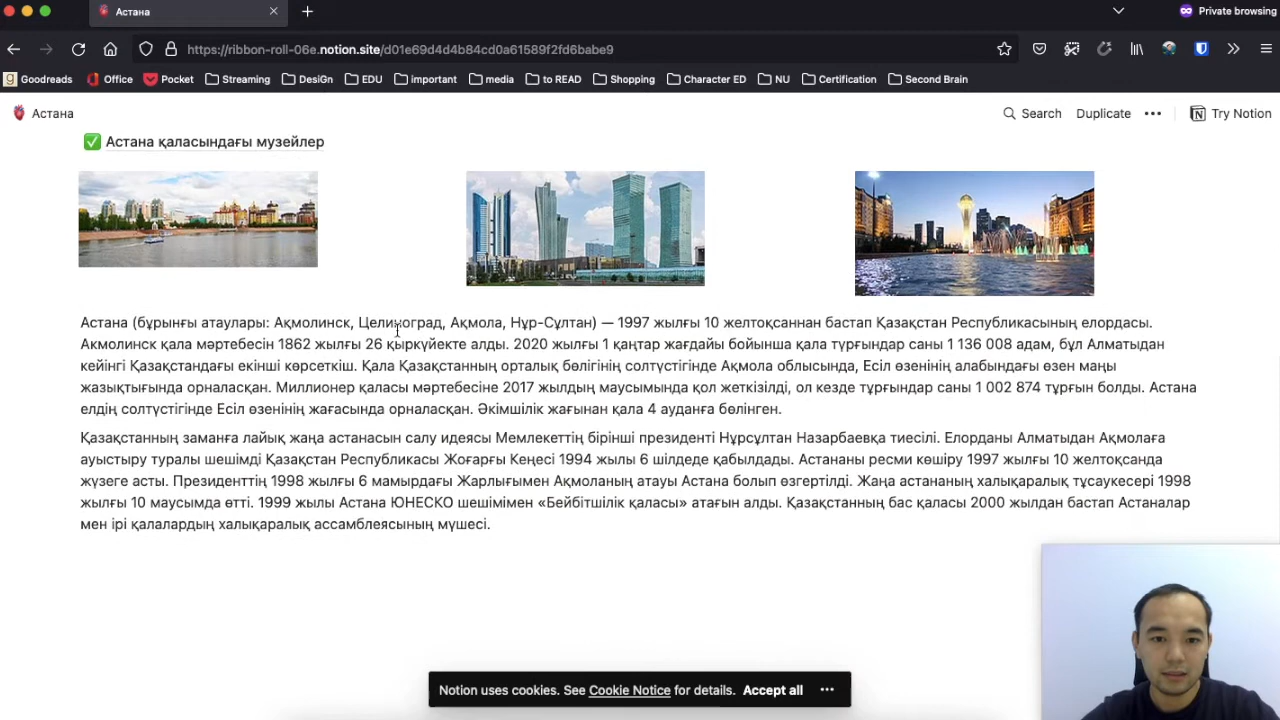 Астана
Private browsing
https://ribbon-roll-06e.notion.site/d01e69d4d4b84cd0a61589f2fd6babe9
Goodreads Office Pocket Streaming DesiGn EDU important media to READ Shopping Character ED NU Certification Second Brain
Астана Search Duplicate Try Notion
Астана қаласындағы музейлер
Астана (бұрынғы атаулары: Ақмолинск, Целиноград, Ақмола, Нұр-Сұлтан) — 1997 жылғы 10 желтоқсаннан бастап Қазақстан Республикасының елордасы.
Акмолинск қала мәртебесін 1862 жылғы 26 қыркүйекте алды. 2020 жылғы 1 қаңтар жағдайы бойынша қала тұрғындар саны 1 136 008 адам, бұл Алматыдан
кейінгі Қазақстандағы екінші көрсеткіш. Қала Қазақстанның орталық бөлігінің солтүстігінде Ақмола облысында, Есіл өзенінің алабындағы өзен маңы
жазықтығында орналасқан. Миллионер қаласы мәртебесіне 2017 жылдың маусымында қол жеткізілді, ол кезде тұрғындар саны 1 002 874 тұрғын болды. Астана
елдің солтүстігінде Есіл өзенінің жағасында орналасқан. Әкімшілік жағынан қала 4 ауданға бөлінген.
Қазақстанның заманға лайық жаңа астанасын салу идеясы Мемлекеттің бірінші президенті Нұрсұлтан Назарбаевқа тиесілі. Елорданы Алматыдан Ақмолаға
ауыстыру туралы шешімді Қазақстан Республикасы Жоғарғы Кеңесі 1994 жылы 6 шілдеде қабылдады. Астананы ресми көшіру 1997 жылғы 10 желтоқсанда
жүзеге асты. Президенттің 1998 жылғы 6 мамырдағы Жарлығымен Ақмоланың атауы Астана болып өзгертілді. Жаңа астананың халықаралық тұсаукесері 1998
жылғы 10 маусымда өтті. 1999 жылы Астана ЮНЕСКО шешімімен «Бейбітшілік қаласы» атағын алды. Қазақстанның бас қаласы 2000 жылдан бастап Астаналар
мен ірі қалалардың халықаралық ассамблеясының мүшесі.
Notion uses cookies. See Cookie Notice for details. Accept all